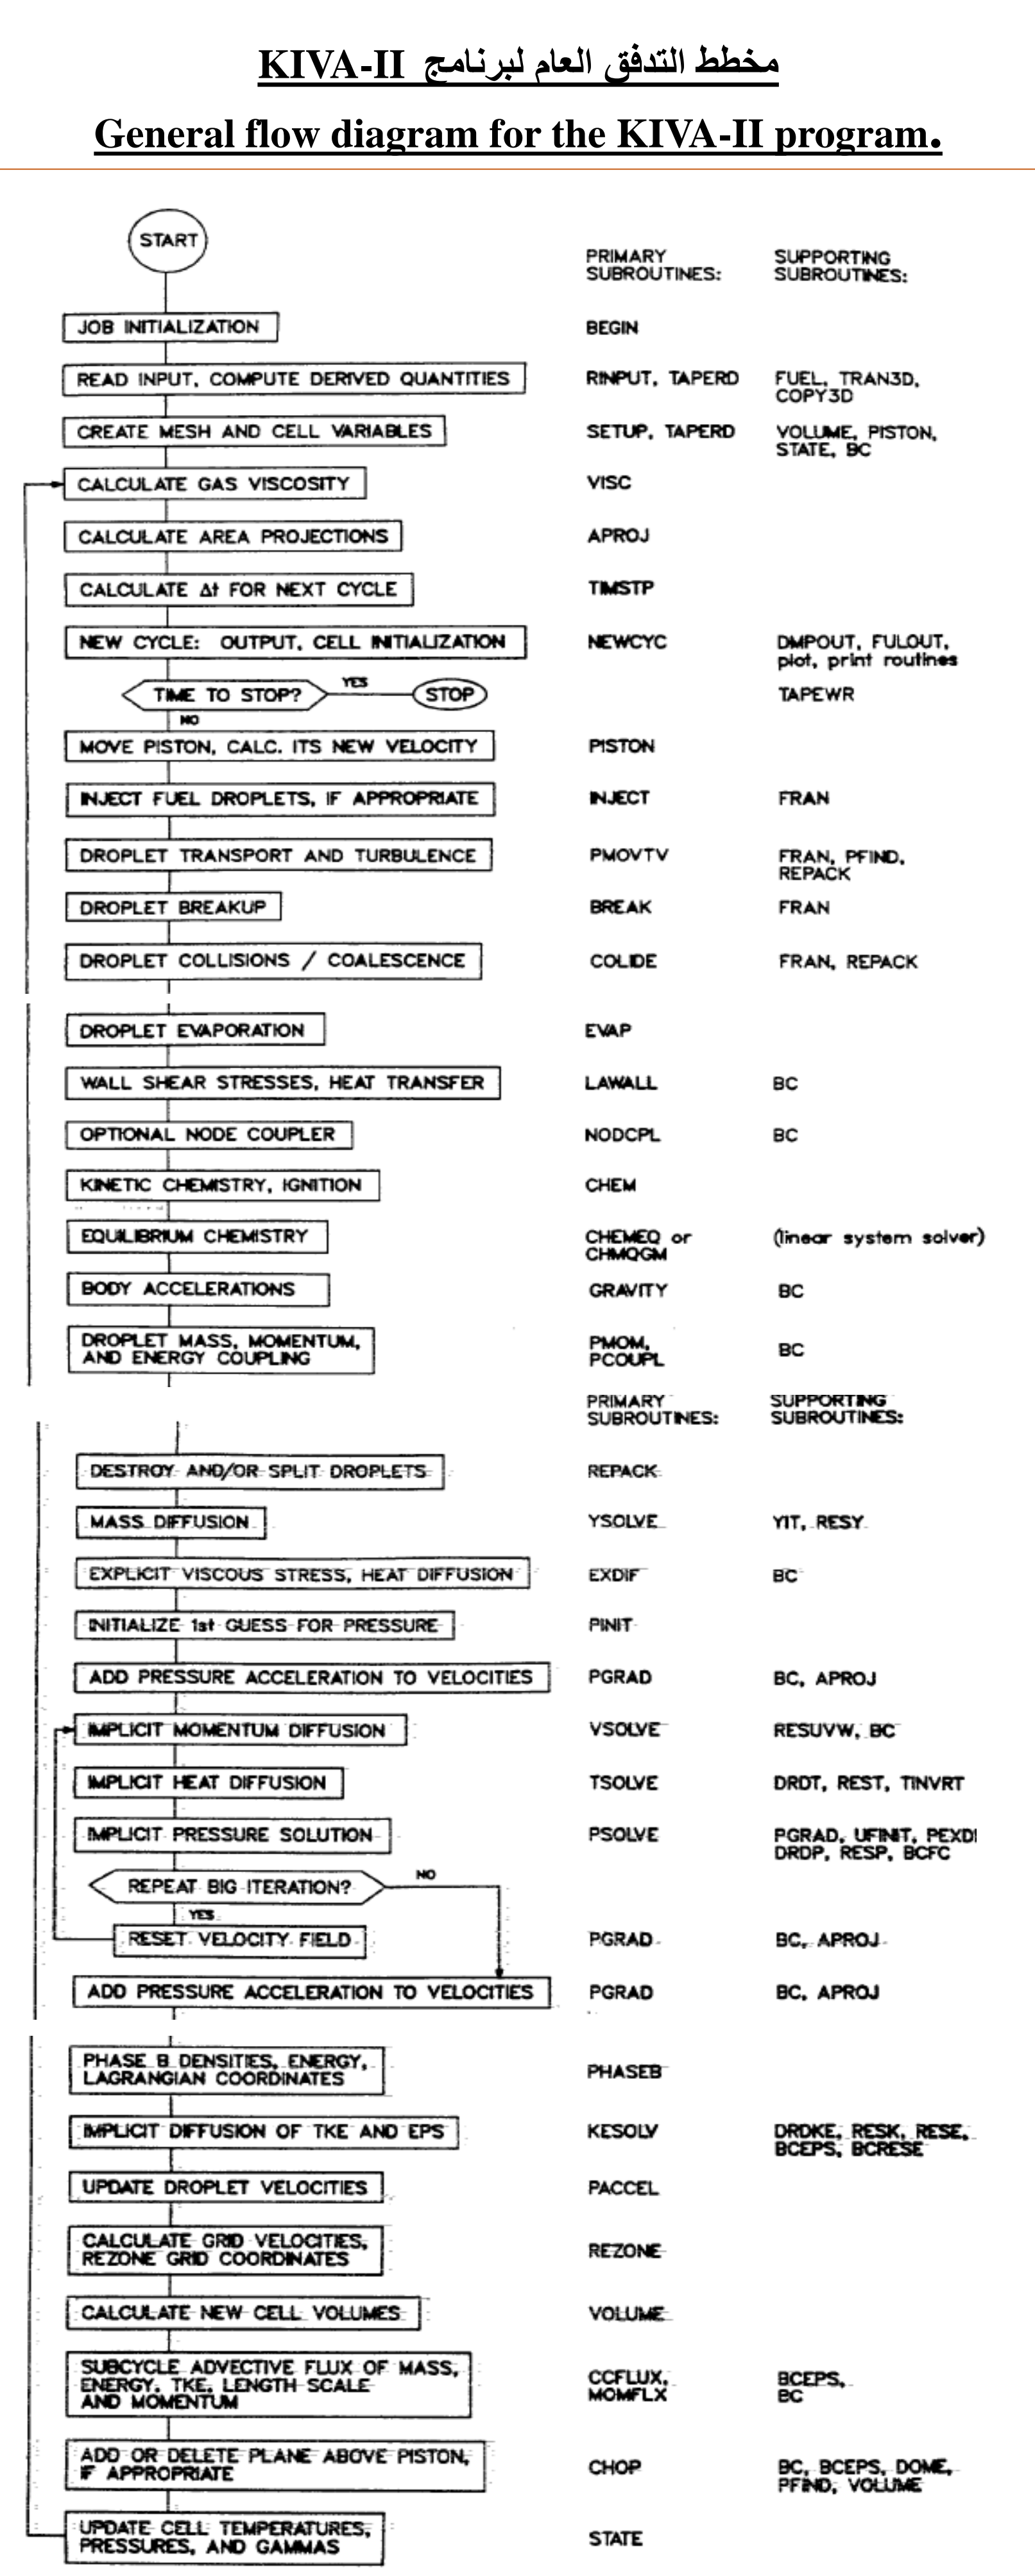 مخطط التدفق العام لبرنامج KIVA-II
General flow diagram for the KIVA-II program.
START
PRIMARY SUPPORTING
SUBROUTINES: SUBROUTINES:
JOB INITIALIZATION BEGIN
READ INPUT, COMPUTE DERIVED QUANTITIES RINPUT, TAPERD FUEL, TRAN3D,
COPY3D
CREATE MESH AND CELL VARIABLES SETUP, TAPERD VOLUME, PISTON,
STATE, BC
CALCULATE GAS VISCOSITY VISC
CALCULATE AREA PROJECTIONS APROJ
CALCULATE Δt FOR NEXT CYCLE TIMSTP
NEW CYCLE: OUTPUT, CELL INITIALIZATION NEWCYC DMPOUT, FULOUT,
plot, print routines
TIME TO STOP? YES STOP TAPEWR
NO
MOVE PISTON, CALC. ITS NEW VELOCITY PISTON
INJECT FUEL DROPLETS, IF APPROPRIATE INJECT FRAN
DROPLET TRANSPORT AND TURBULENCE PMOVTV FRAN, PFIND,
REPACK
DROPLET BREAKUP BREAK FRAN
DROPLET COLLISIONS / COALESCENCE COLIDE FRAN, REPACK
DROPLET EVAPORATION EVAP
WALL SHEAR STRESSES, HEAT TRANSFER LAWALL BC
OPTIONAL NODE COUPLER NODCPL BC
KINETIC CHEMISTRY, IGNITION CHEM
EQUILIBRIUM CHEMISTRY CHEMEQ or (linear system solver)
CHMQGM
BODY ACCELERATIONS GRAVITY BC
DROPLET MASS, MOMENTUM, PMOM, BC
AND ENERGY COUPLING PCOUPL
PRIMARY SUPPORTING
SUBROUTINES: SUBROUTINES:
DESTROY AND/OR SPLIT DROPLETS REPACK
MASS DIFFUSION YSOLVE YIT, RESY
EXPLICIT VISCOUS STRESS, HEAT DIFFUSION EXDIF BC
INITIALIZE 1st GUESS FOR PRESSURE PINIT
ADD PRESSURE ACCELERATION TO VELOCITIES PGRAD BC, APROJ
IMPLICIT MOMENTUM DIFFUSION VSOLVE RESUVW, BC
IMPLICIT HEAT DIFFUSION TSOLVE DRDT, REST, TINVRT
IMPLICIT PRESSURE SOLUTION PSOLVE PGRAD, UFINIT, PEXDI
DRDP, RESP, BCFC
REPEAT BIG ITERATION? NO
YES
RESET VELOCITY FIELD PGRAD BC, APROJ
ADD PRESSURE ACCELERATION TO VELOCITIES PGRAD BC, APROJ
PHASE B DENSITIES, ENERGY, PHASEB
LAGRANGIAN COORDINATES
IMPLICIT DIFFUSION OF TKE AND EPS KESOLV DRDKE, RESK, RESE,
BCEPS, BCRESE
UPDATE DROPLET VELOCITIES PACCEL
CALCULATE GRID VELOCITIES, REZONE
REZONE GRID COORDINATES
CALCULATE NEW CELL VOLUMES VOLUME
SUBCYCLE ADVECTIVE FLUX OF MASS, CCFLUX, BCEPS,
ENERGY, TKE, LENGTH SCALE MOMFLX BC
AND MOMENTUM
ADD OR DELETE PLANE ABOVE PISTON, CHOP BC, BCEPS, DOME,
IF APPROPRIATE PFIND, VOLUME
UPDATE CELL TEMPERATURES, STATE
PRESSURES, AND GAMMAS